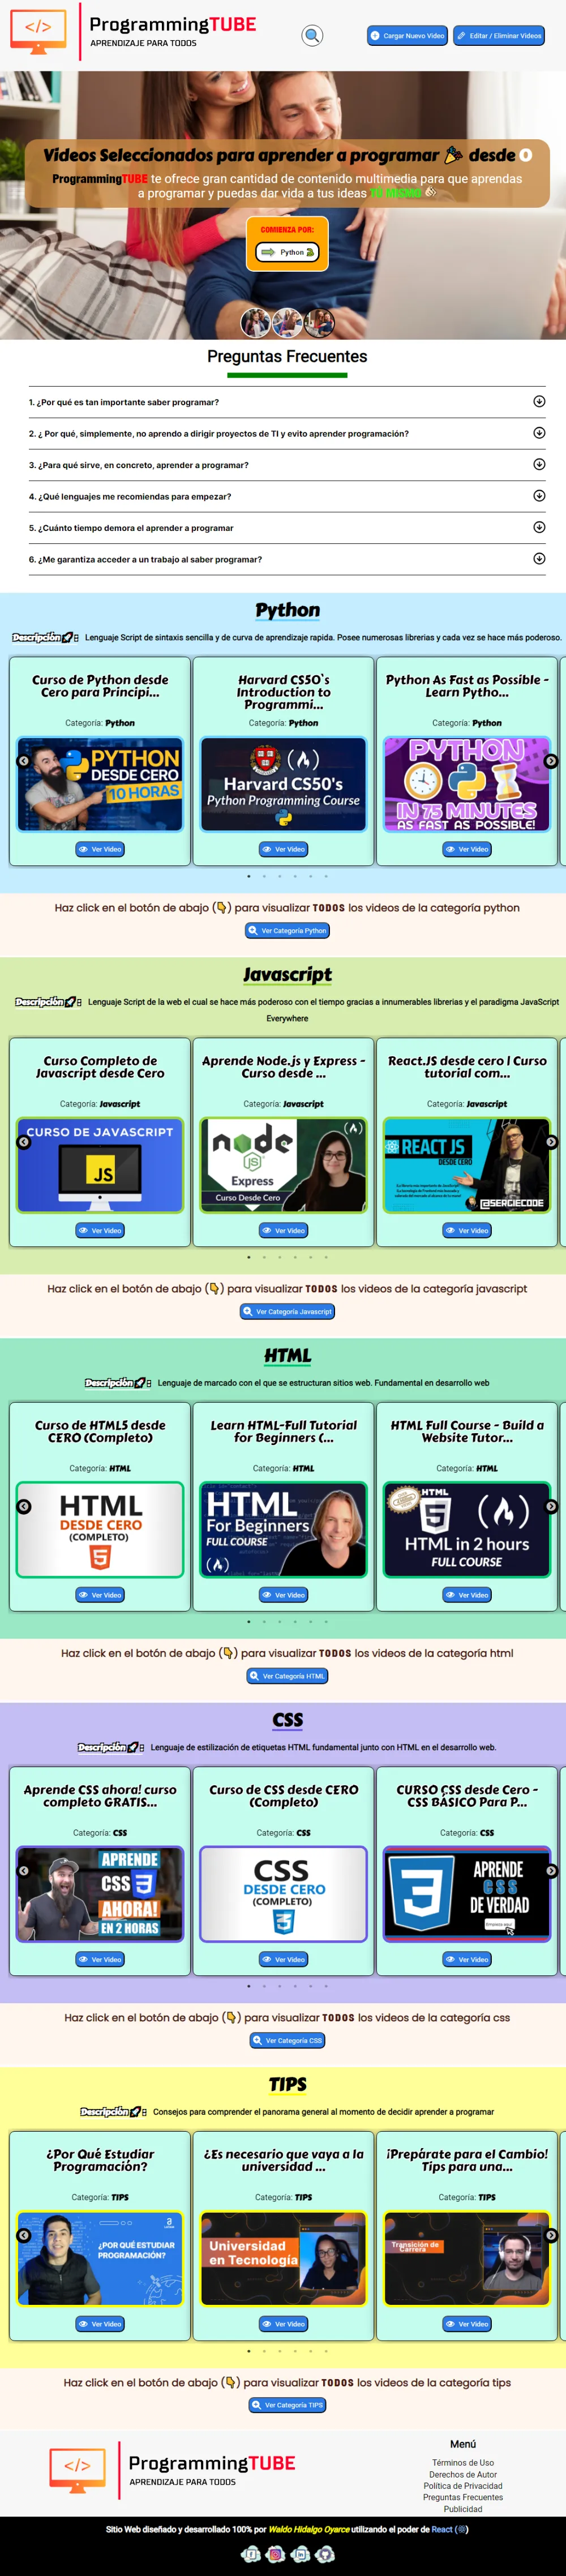 </>
ProgrammingTUBE
APRENDIZAJE PARA TODOS
Cargar Nuevo Video
Editar / Eliminar Videos
Videos Seleccionados para aprender a programar 🎉 desde 0
ProgrammingTUBE te ofrece gran cantidad de contenido multimedia para que aprendas
a programar y puedas dar vida a tus ideas TU MISMO
COMIENZA POR:
Python
Preguntas Frecuentes
1. ¿Por qué es tan importante saber programar?
2. ¿ Por qué, simplemente, no aprendo a dirigir proyectos de TI y evito aprender programación?
3. ¿Para qué sirve, en concreto, aprender a programar?
4. ¿Qué lenguajes me recomiendas para empezar?
5. ¿Cuánto tiempo demora el aprender a programar
6. ¿Me garantiza acceder a un trabajo al saber programar?
Python
Descripción🚀: Lenguaje Script de sintaxis sencilla y de curva de aprendizaje rapida. Posee numerosas librerias y cada vez se hace más poderoso.
Curso de Python desde
Cero para Principi...
Categoría: Python
PYTHON
DESDE CERO
10 HORAS
Ver Video
Harvard CS50's
Introduction to
Programmi...
Categoría: Python
Harvard CS50's
Python Programming Course
Ver Video
Python As Fast as Possible -
Learn Pytho...
Categoría: Python
PYTHON
IN 75 MINUTES
AS FAST AS POSSIBLE!
Ver Video
Haz click en el botón de abajo (👇) para visualizar TODOS los videos de la categoría python
Ver Categoría Python
Javascript
Descripción🚀: Lenguaje Script de la web el cual se hace más poderoso con el tiempo gracias a innumerables librerias y el paradigma JavaScript
Everywhere
Curso Completo de
Javascript desde Cero
Categoría: Javascript
CURSO DE JAVASCRIPT
JS
Ver Video
Aprende Node.js y Express -
Curso desde ...
Categoría: Javascript
node
JS
Express
Curso Desde Cero
Ver Video
React.JS desde cero | Curso
tutorial com...
Categoría: Javascript
REACT JS
DESDE CERO
@SERGIECODE
Ver Video
Haz click en el botón de abajo (👇) para visualizar TODOS los videos de la categoría javascript
Ver Categoría Javascript
HTML
Descripción🚀: Lenguaje de marcado con el que se estructuran sitios web. Fundamental en desarrollo web
Curso de HTML5 desde
CERO (Completo)
Categoría: HTML
HTML
DESDE CERO
(COMPLETO)
5
Ver Video
Learn HTML-Full Tutorial
for Beginners (...
Categoría: HTML
HTML
For Beginners
FULL COURSE
Ver Video
HTML Full Course - Build a
Website Tutor...
Categoría: HTML
HTML
5
HTML in 2 hours
FULL COURSE
Ver Video
Haz click en el botón de abajo (👇) para visualizar TODOS los videos de la categoría html
Ver Categoría HTML
CSS
Descripción🚀: Lenguaje de estilización de etiquetas HTML fundamental junto con HTML en el desarrollo web.
Aprende CSS ahora! curso
completo GRATIS...
Categoría: CSS
APRENDE
CSS 3
AHORA!
EN 2 HORAS
Ver Video
Curso de CSS desde CERO
(Completo)
Categoría: CSS
CSS
DESDE CERO
(COMPLETO)
3
Ver Video
CURSO CSS desde Cero -
CSS BÁSICO Para P...
Categoría: CSS
3
APRENDE
CSS
DE VERDAD
Ver Video
Haz click en el botón de abajo (👇) para visualizar TODOS los videos de la categoría css
Ver Categoría CSS
TIPS
Descripción🚀: Consejos para comprender el panorama general al momento de decidir aprender a programar
¿Por Qué Estudiar
Programación?
Categoría: TIPS
¿POR QUÉ ESTUDIAR
PROGRAMACIÓN?
Ver Video
¿Es necesario que vaya a la
universidad ...
Categoría: TIPS
Universidad
en Tecnología
Ver Video
¡Prepárate para el Cambio!
Tips para una...
Categoría: TIPS
Transición de
Carrera
Ver Video
Haz click en el botón de abajo (👇) para visualizar TODOS los videos de la categoría tips
Ver Categoría TIPS
</>
ProgrammingTUBE
APRENDIZAJE PARA TODOS
Menú
Términos de Uso
Derechos de Autor
Política de Privacidad
Preguntas Frecuentes
Publicidad
Sitio Web diseñado y desarrollado 100% por Waldo Hidalgo Oyarce utilizando el poder de React (⚛)